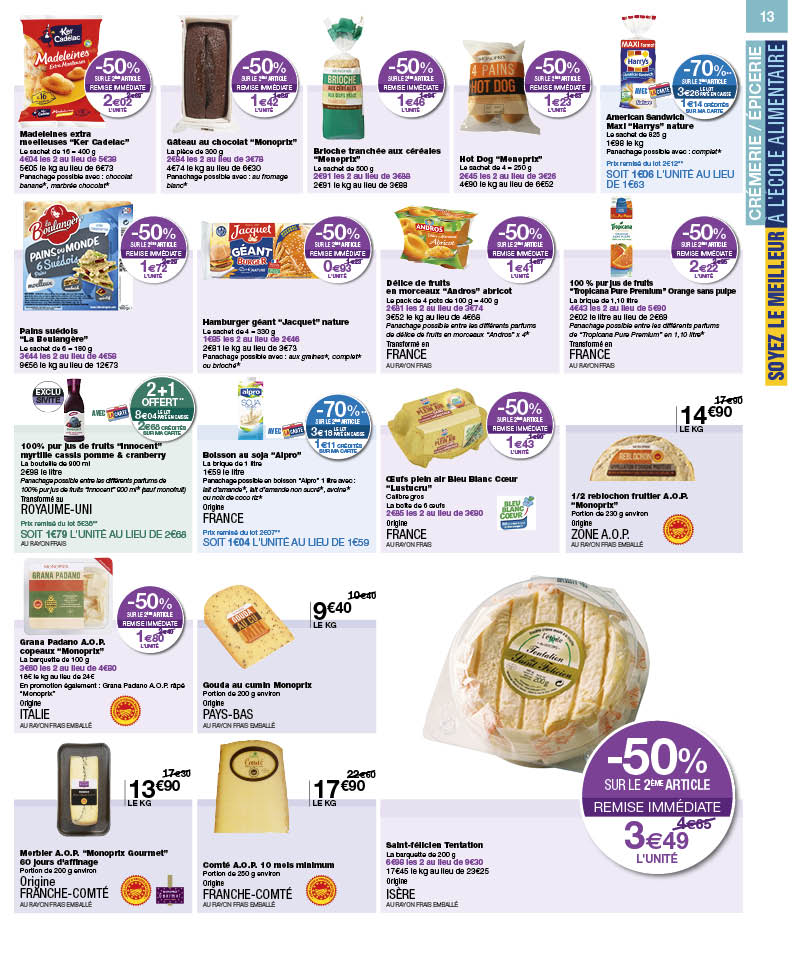 13
CRÉMERIE / ÉPICERIE
SOYEZ LE MEILLEUR À L'ÉCOLE ALIMENTAIRE
Ker Cadelac
Madeleines
-50%
SUR LE 2ÈME ARTICLE
REMISE IMMÉDIATE
2€02
L'UNITÉ
Madeleines extra
moelleuses "Ker Cadelac"
Le sachet de 16 = 400 g
4€04 les 2 au lieu de 5€38
5€05 le kg au lieu de 6€73
Panachage possible avec : chocolat
banane*, marbrée chocolat*
-50%
SUR LE 2ÈME ARTICLE
REMISE IMMÉDIATE
1€42
L'UNITÉ
Gâteau au chocolat "Monoprix"
La pièce de 300 g
2€84 les 2 au lieu de 3€78
4€74 le kg au lieu de 6€30
Panachage possible avec : au fromage
blanc*
BRIOCHE
-50%
SUR LE 2ÈME ARTICLE
REMISE IMMÉDIATE
1€46
L'UNITÉ
Brioche tranchée aux céréales
"Monoprix"
Le sachet de 500 g
2€91 les 2 au lieu de 3€88
2€91 le kg au lieu de 3€88
4 PAINS
HOT DOG
-50%
SUR LE 2ÈME ARTICLE
REMISE IMMÉDIATE
1€23
L'UNITÉ
Hot Dog "Monoprix"
Le sachet de 4 = 250 g
2€45 les 2 au lieu de 3€26
4€90 le kg au lieu de 6€52
MAXI Format
Harry's
American Sandwich
-70%**
AVEC CARTE
3€26 LE LOT PAYÉ EN CAISSE
1€14 CRÉDITÉS
SUR MA CARTE
American Sandwich
Maxi "Harrys" nature
Le sachet de 825 g
1€98 le kg
Panachage possible avec : complet*
Prix remisé du lot 2€12**
SOIT 1€06 L'UNITÉ AU LIEU
DE 1€63
La Boulangère
PAINS DU MONDE
6 Suédois
moelleux
-50%
SUR LE 2ÈME ARTICLE
REMISE IMMÉDIATE
1€72
L'UNITÉ
Pains suédois
"La Boulangère"
Le sachet de 6 = 180 g
3€44 les 2 au lieu de 4€58
9€56 le kg au lieu de 12€73
Jacquet
GÉANT
Burger
NATURE
-50%
SUR LE 2ÈME ARTICLE
REMISE IMMÉDIATE
0€93
L'UNITÉ
Hamburger géant "Jacquet" nature
Le sachet de 4 = 330 g
1€85 les 2 au lieu de 2€46
2€81 le kg au lieu de 3€73
Panachage possible avec : aux graines*, complet*
ou brioché*
ANDROS
Abricot
-50%
SUR LE 2ÈME ARTICLE
REMISE IMMÉDIATE
1€41
1€87
L'UNITÉ
Délice de fruits
en morceaux "Andros" abricot
Le pack de 4 pots de 100 g = 400 g
2€81 les 2 au lieu de 3€74
3€52 le kg au lieu de 4€68
Panachage possible entre les différents parfums
de délice de fruits en morceaux "Andros" x 4*
Transformé en
FRANCE
AU RAYON FRAIS
Tropicana
-50%
SUR LE 2ÈME ARTICLE
REMISE IMMÉDIATE
2€22
2€95
L'UNITÉ
100 % pur jus de fruits
"Tropicana Pure Premium" Orange sans pulpe
La brique de 1,10 litre
4€43 les 2 au lieu de 5€90
2€02 le litre au lieu de 2€69
Panachage possible entre les différents parfums
de "Tropicana Pure Premium" en 1,10 litre*
Transformé en
FRANCE
AU RAYON FRAIS
EXCLU
SMITÉ
2+1
OFFERT**
AVEC CARTE
8€04 LE LOT PAYÉ EN CAISSE
2€68 CRÉDITÉS
SUR MA CARTE
100% pur jus de fruits "Innocent"
myrtille cassis pomme & cranberry
La bouteille de 900 ml
2€98 le litre
Panachage possible entre les différents parfums de
100% pur jus de fruits "Innocent" 900 ml* (sauf monofruit)
Transformé au
ROYAUME-UNI
Prix remisé du lot 5€36**
SOIT 1€79 L'UNITÉ AU LIEU DE 2€68
AU RAYON FRAIS
alpro
SOJA
-70%**
AVEC CARTE
3€18 LE LOT PAYÉ EN CAISSE
1€11 CRÉDITÉS
SUR MA CARTE
Boisson au soja "Alpro"
La brique de 1 litre
1€59 le litre
Panachage possible en boisson "Alpro" 1 litre avec :
lait d'amande*, lait d'amande non sucré*, avoine*
ou noix de coco riz*
Origine
FRANCE
Prix remisé du lot 2€07**
SOIT 1€04 L'UNITÉ AU LIEU DE 1€59
-50%
SUR LE 2ÈME ARTICLE
REMISE IMMÉDIATE
1€43
1€90
L'UNITÉ
Œufs plein air Bleu Blanc Cœur
"Lustucru"
Calibre gros
La boîte de 6 œufs
2€85 les 2 au lieu de 3€80
Origine
FRANCE
AU RAYON FRAIS
BLEU
BLANC
CŒUR
17€90
14€90
LE KG
REBLOCHON
1/2 reblochon fruitier A.O.P.
"Monoprix"
Portion de 230 g environ
Origine
ZONE A.O.P.
AU RAYON FRAIS EMBALLÉ
MONOPRIX
GRANA PADANO
-50%
SUR LE 2ÈME ARTICLE
REMISE IMMÉDIATE
1€80
2€40
L'UNITÉ
Grana Padano A.O.P.
copeaux "Monoprix"
La barquette de 100 g
3€60 les 2 au lieu de 4€80
18€ le kg au lieu de 24€
En promotion également : Grana Padano A.O.P. râpé
"Monoprix"
Origine
ITALIE
AU RAYON FRAIS EMBALLÉ
GOUDA
AU CU
MIN
10€40
9€40
LE KG
Gouda au cumin Monoprix
Portion de 200 g environ
Origine
PAYS-BAS
AU RAYON FRAIS EMBALLÉ
17€30
13€90
LE KG
Morbier A.O.P. "Monoprix Gourmet"
60 jours d'affinage
Portion de 200 g environ
Origine
FRANCHE-COMTÉ
AU RAYON FRAIS EMBALLÉ
Gourmet
Comté
22€60
17€90
LE KG
Comté A.O.P. 10 mois minimum
Portion de 250 g environ
Origine
FRANCHE-COMTÉ
AU RAYON FRAIS EMBALLÉ
Tentation
Saint-Félicien
200g
-50%
SUR LE 2ÈME ARTICLE
REMISE IMMÉDIATE
4€65
3€49
L'UNITÉ
Saint-félicien Tentation
La barquette de 200 g
6€98 les 2 au lieu de 9€30
17€45 le kg au lieu de 23€25
Origine
ISÈRE
AU RAYON FRAIS EMBALLÉ